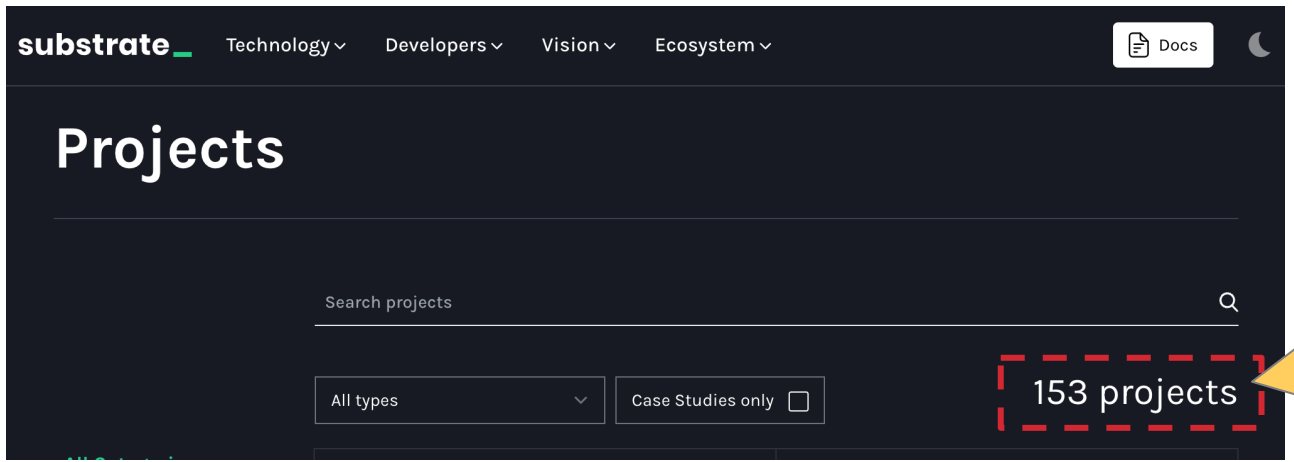 substrate_ Technology Developers Vision Ecosystem Docs
Projects
Search projects
All types Case Studies only 153 projects